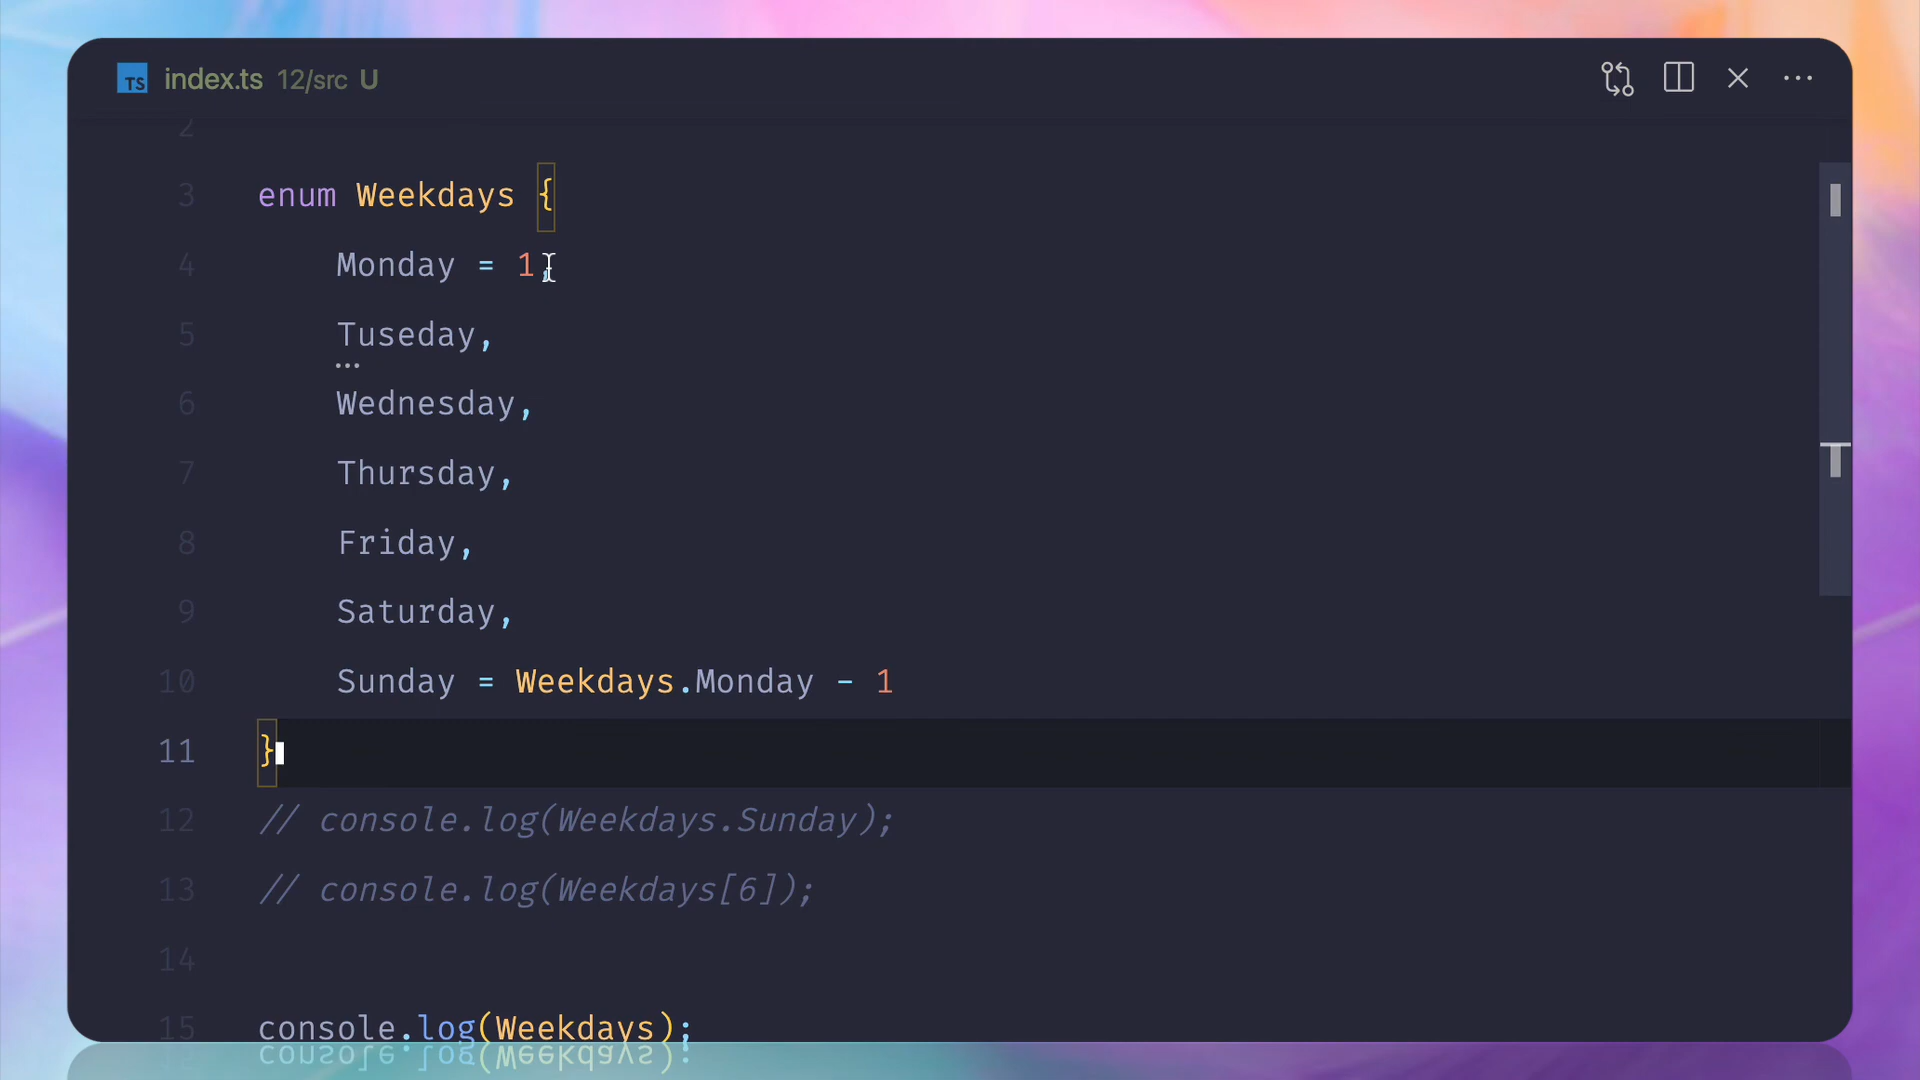 TS index.ts 12/src U
2
3 enum Weekdays {
4 Monday = 1,
5 Tuseday,
6 Wednesday,
7 Thursday,
8 Friday,
9 Saturday,
10 Sunday = Weekdays.Monday - 1
11 }
12 // console.log(Weekdays.Sunday);
13 // console.log(Weekdays[6]);
14
15 console.log(Weekdays);